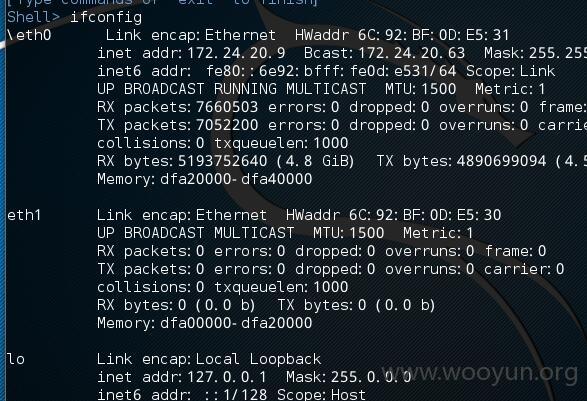 [Type commands or "exit" to finish]
Shell> ifconfig
\eth0 Link encap:Ethernet HWaddr 6C:92:BF:0D:E5:31
inet addr:172.24.20.9 Bcast:172.24.20.63 Mask:255.255
inet6 addr: fe80::6e92:bfff:fe0d:e531/64 Scope:Link
UP BROADCAST RUNNING MULTICAST MTU:1500 Metric:1
RX packets:7660503 errors:0 dropped:0 overruns:0 frame:
TX packets:7052200 errors:0 dropped:0 overruns:0 carrie
collisions:0 txqueuelen:1000
RX bytes:5193752640 (4.8 GiB) TX bytes:4890699094 (4.5
Memory:dfa20000-dfa40000
eth1 Link encap:Ethernet HWaddr 6C:92:BF:0D:E5:30
UP BROADCAST MULTICAST MTU:1500 Metric:1
RX packets:0 errors:0 dropped:0 overruns:0 frame:0
TX packets:0 errors:0 dropped:0 overruns:0 carrier:0
collisions:0 txqueuelen:1000
RX bytes:0 (0.0 b) TX bytes:0 (0.0 b)
Memory:dfa00000-dfa20000
lo Link encap:Local Loopback
inet addr:127.0.0.1 Mask:255.0.0.0
inet6 addr: ::1/128 Scope:Host
www.wooyun.org